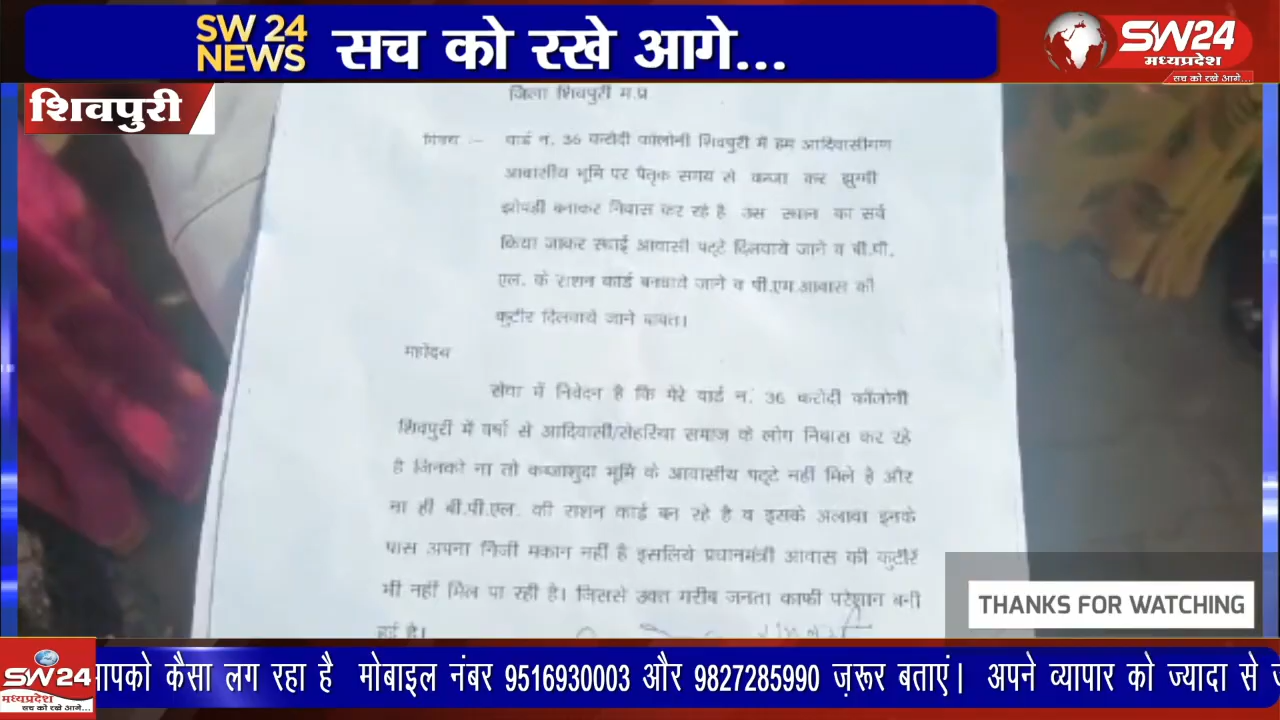 SW 24
NEWS
सच को रखे आगे...
SW24
मध्यप्रदेश
सच को रखे आगे...
शिवपुरी
जिला शिवपुरी म.प्र
विषय :- वार्ड न. 36 करोदी कॉलोनी शिवपुरी में हम आदिवासीगण
आवासीय भूमि पर पैतृक समय से कब्जा कर झुग्गी
झोपडी बनाकर निवास कर रहे है उस स्थान का सर्व
किया जाकर स्थाई आवासी पट्टे दिलवाये जाने व बी.पी.
एल. के राशन कार्ड बनवाये जाने व पी.एम.आवास की
कुटीर दिलवाये जाने बाबत।
महोदय
सेवा में निवेदन है कि मेरे वार्ड न. 36 करोदी कॉलोनी
शिवपुरी में वर्षो से आदिवासी/सेहरिया समाज के लोग निवास कर रहे
है जिनको ना तो कब्जाशुदा भूमि के आवासीय पट्टे नहीं मिले है और
ना ही बी.पी.एल. की राशन कार्ड बन रहे है व इसके अलावा इनके
पास अपना निजी मकान नहीं है इसलिये प्रधानमंत्री आवास की कुटीरं
भी नहीं मिल पा रही है। जिससे उक्त गरीब जनता काफी परेशान बनी
हुई है।
THANKS FOR WATCHING
SW24
मध्यप्रदेश
सच को रखे आगे...
आपको कैसा लग रहा है मोबाइल नंबर 9516930003 और 9827285990 ज़रूर बताएं। अपने व्यापार को ज्यादा से